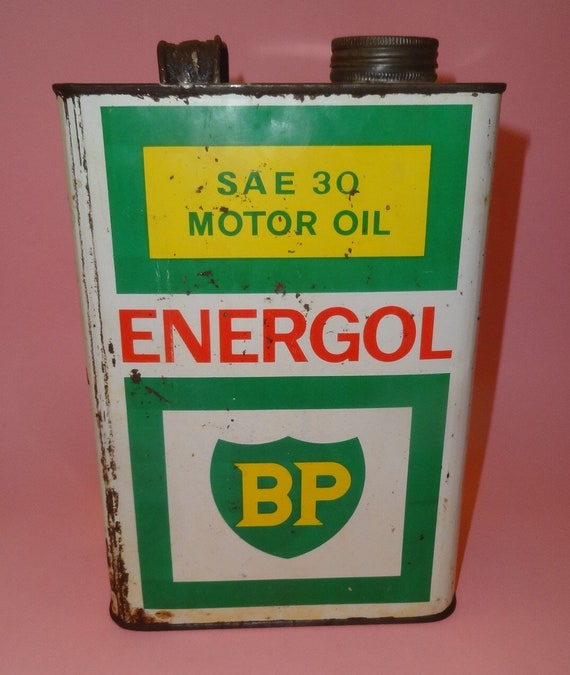 SAE 30
MOTOR OIL
ENERGOL
BP